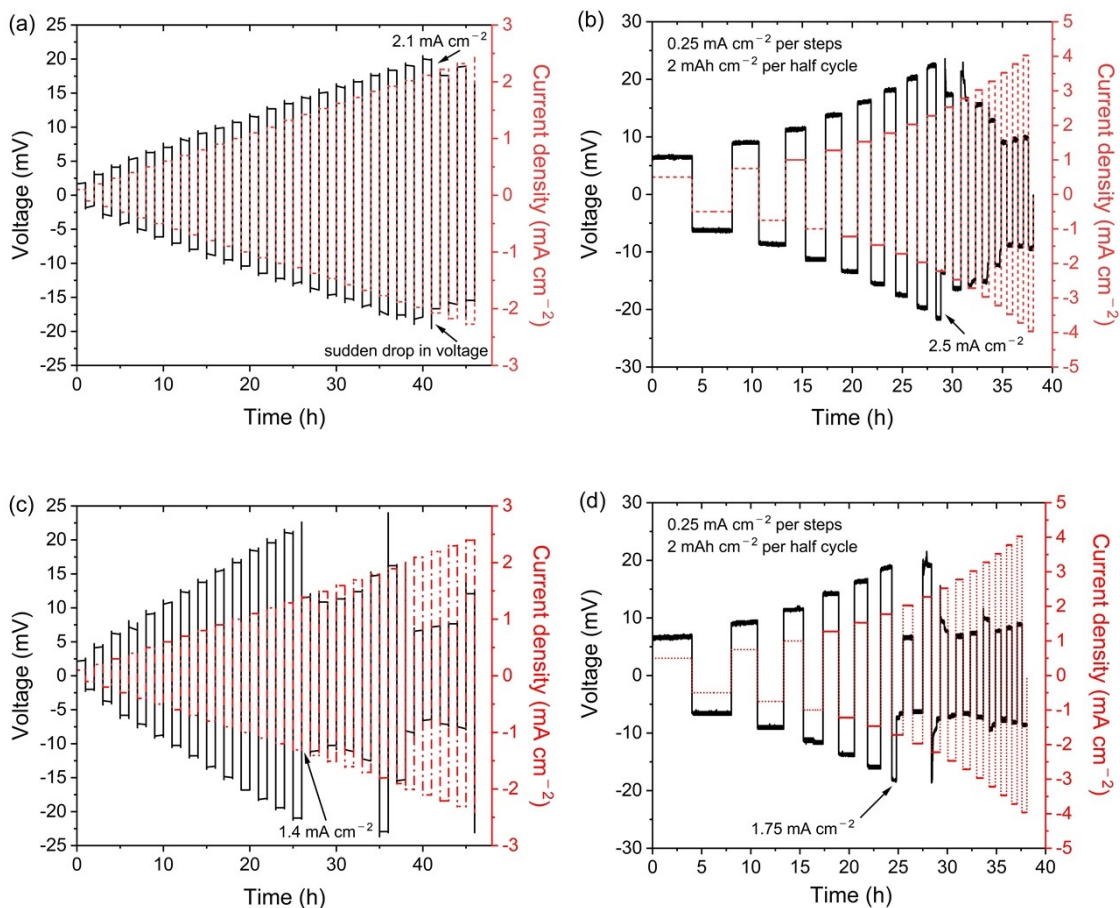 (a)
25
20
15
10
5
0
-5
-10
-15
-20
-25
Voltage (mV)
0 10 20 30 40
Time (h)
3
2
1
0
-1
-2
-3
Current density (mA cm−2)
2.1 mA cm−2
sudden drop in voltage
(b)
30
20
10
0
-10
-20
-30
Voltage (mV)
0 5 10 15 20 25 30 35 40
Time (h)
5
4
3
2
1
0
-1
-2
-3
-4
-5
Current density (mA cm−2)
0.25 mA cm−2 per steps
2 mAh cm−2 per half cycle
2.5 mA cm−2
(c)
25
20
15
10
5
0
-5
-10
-15
-20
-25
Voltage (mV)
0 10 20 30 40
Time (h)
3
2
1
0
-1
-2
-3
Current density (mA cm−2)
1.4 mA cm−2
(d)
30
20
10
0
-10
-20
-30
Voltage (mV)
0 5 10 15 20 25 30 35 40
Time (h)
5
4
3
2
1
0
-1
-2
-3
-4
-5
Current density (mA cm−2)
0.25 mA cm−2 per steps
2 mAh cm−2 per half cycle
1.75 mA cm−2